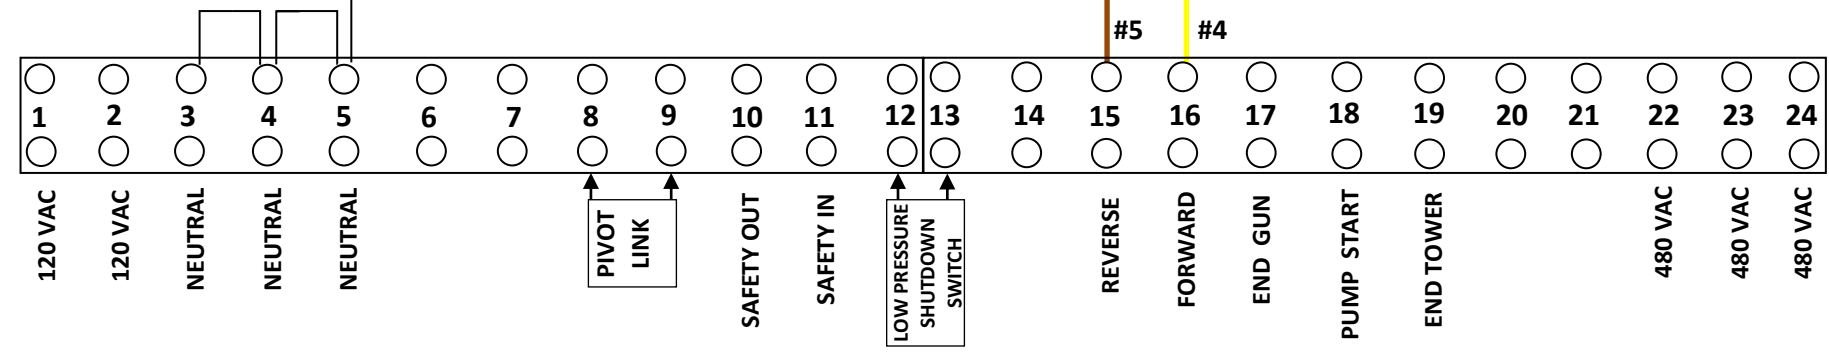 #5
#4
1 2 3 4 5 6 7 8 9 10 11 12 13 14 15 16 17 18 19 20 21 22 23 24
120 VAC
120 VAC
NEUTRAL
NEUTRAL
NEUTRAL
PIVOT
LINK
SAFETY OUT
SAFETY IN
LOW PRESSURE
SHUTDOWN
SWITCH
REVERSE
FORWARD
END GUN
PUMP START
END TOWER
480 VAC
480 VAC
480 VAC